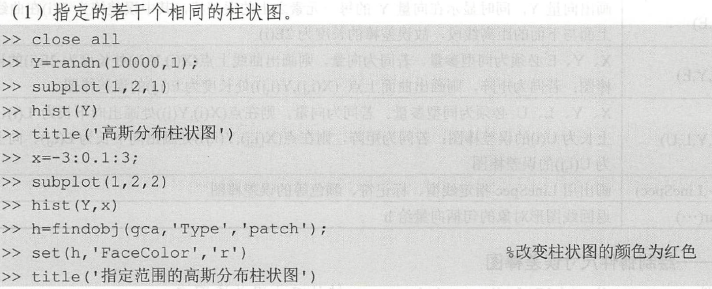 （1）指定的若干个相同的柱状图。
>> close all
>> Y=randn(10000,1);
>> subplot(1,2,1)
>> hist(Y)
>> title('高斯分布柱状图')
>> x=-3:0.1:3;
>> subplot(1,2,2)
>> hist(Y,x)
>> h=findobj(gca,'Type','patch');
>> set(h,'FaceColor','r') %改变柱状图的颜色为红色
>> title('指定范围的高斯分布柱状图')